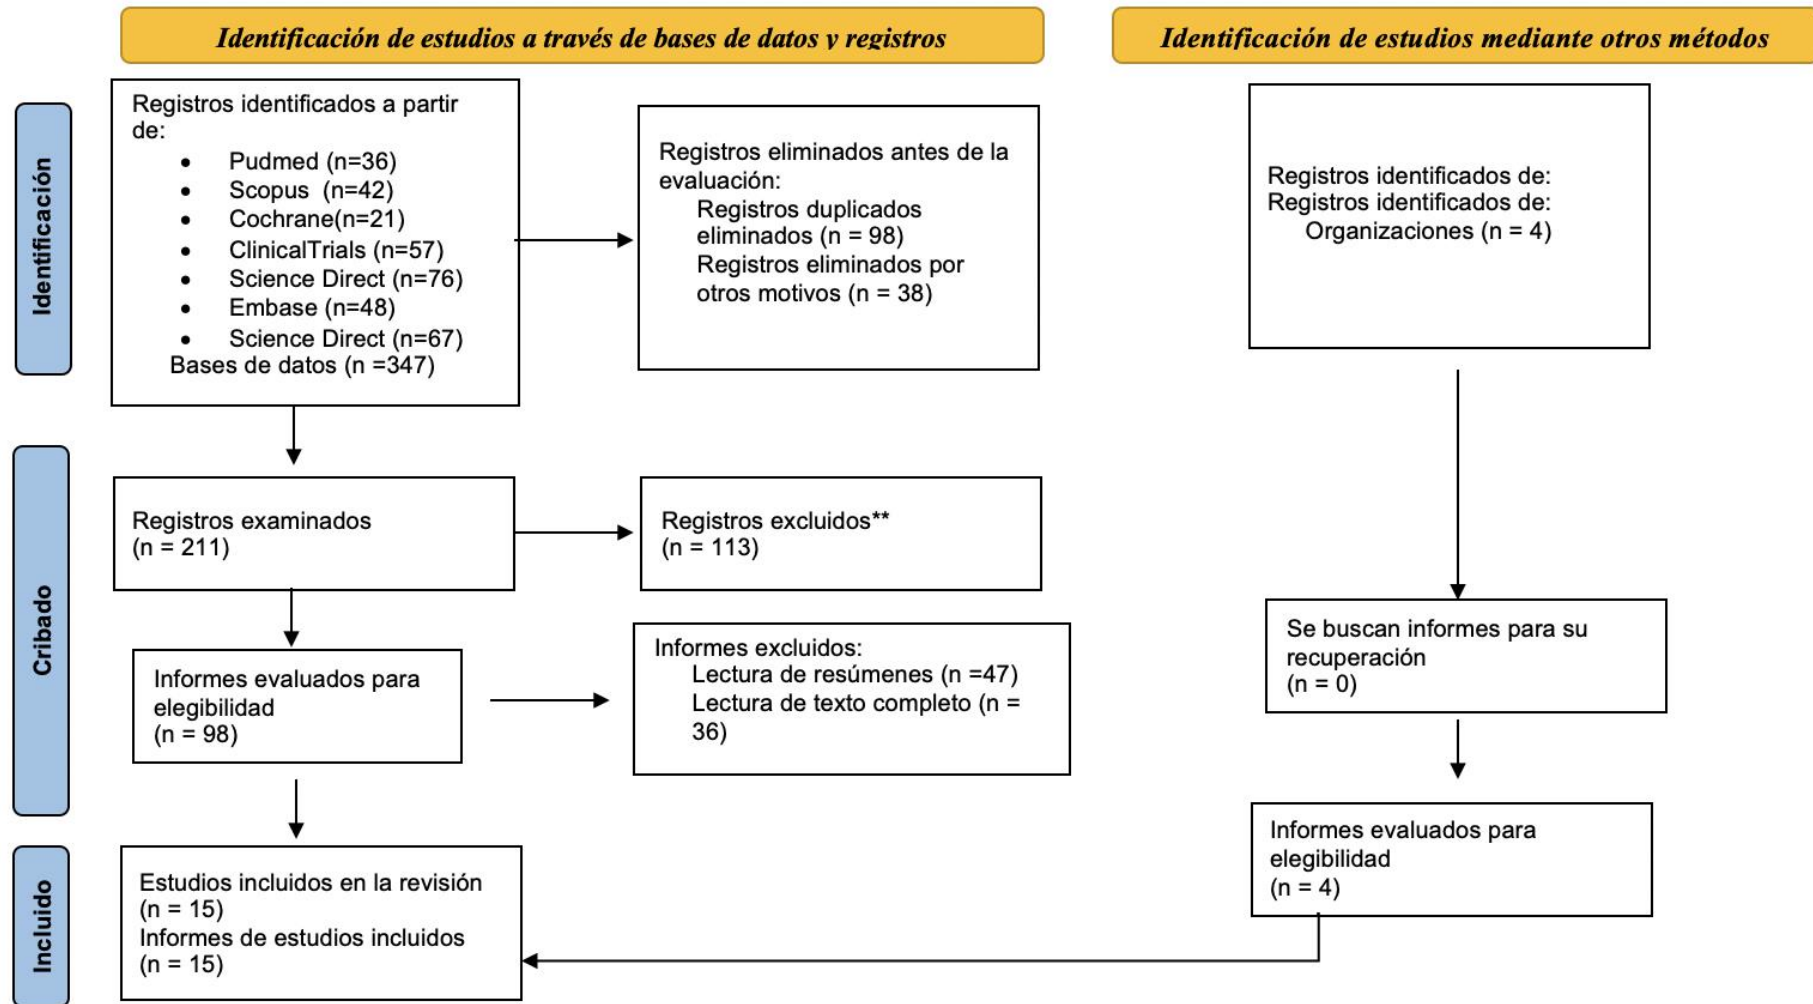 Identificación de estudios a través de bases de datos y registros
Identificación de estudios mediante otros métodos
Identificación
Registros identificados a partir
de:
• Pudmed (n=36)
• Scopus (n=42)
• Cochrane(n=21)
• ClinicalTrials (n=57)
• Science Direct (n=76)
• Embase (n=48)
• Science Direct (n=67)
Bases de datos (n =347)
Registros eliminados antes de la
evaluación:
Registros duplicados
eliminados (n = 98)
Registros eliminados por
otros motivos (n = 38)
Registros identificados de:
Registros identificados de:
Organizaciones (n = 4)
Cribado
Registros examinados
(n = 211)
Registros excluidos**
(n = 113)
Informes evaluados para
elegibilidad
(n = 98)
Informes excluidos:
Lectura de resúmenes (n =47)
Lectura de texto completo (n =
36)
Se buscan informes para su
recuperación
(n = 0)
Informes evaluados para
elegibilidad
(n = 4)
Incluido
Estudios incluidos en la revisión
(n = 15)
Informes de estudios incluidos
(n = 15)